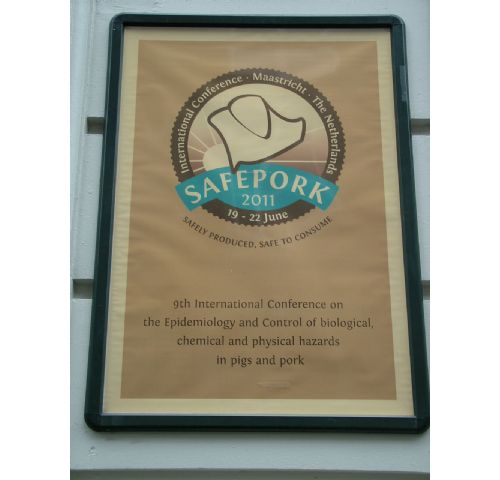 International Conference · Maastricht · The Netherlands
SAFEPORK
2011
19 - 22 June
SAFELY PRODUCED, SAFE TO CONSUME
9th International Conference on
the Epidemiology and Control of biological,
chemical and physical hazards
in pigs and pork